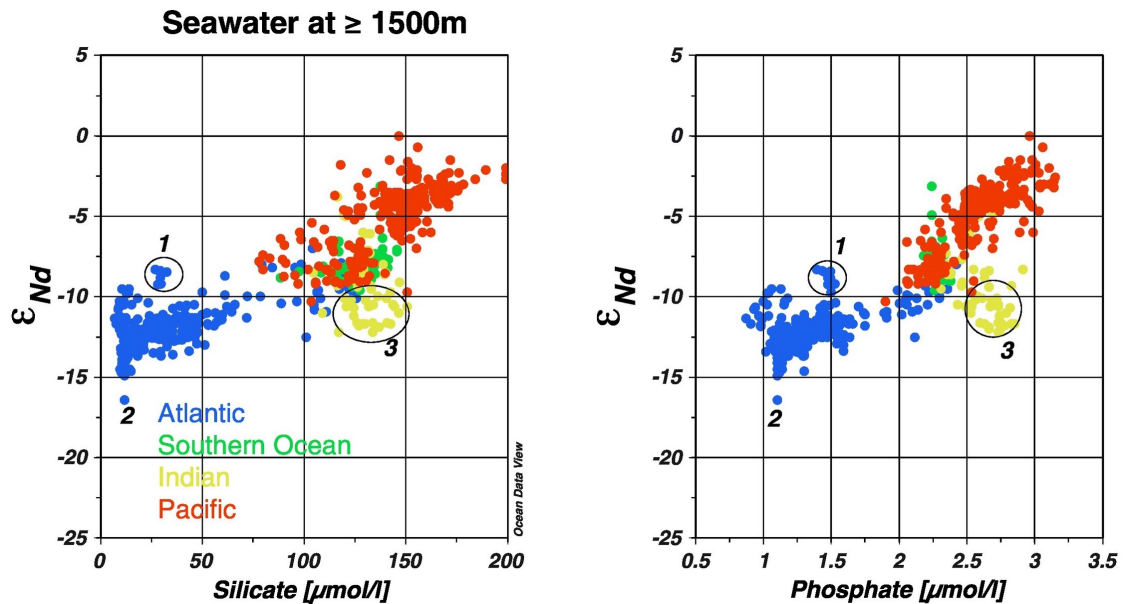 Seawater at ≥ 1500m
5
0
-5
-10
-15
-20
-25
εNd
1
2
3
Atlantic
Southern Ocean
Indian
Pacific
Ocean Data View
0 50 100 150 200
Silicate [µmol/l]
5
0
-5
-10
-15
-20
-25
εNd
1
2
3
0.5 1 1.5 2 2.5 3 3.5
Phosphate [µmol/l]